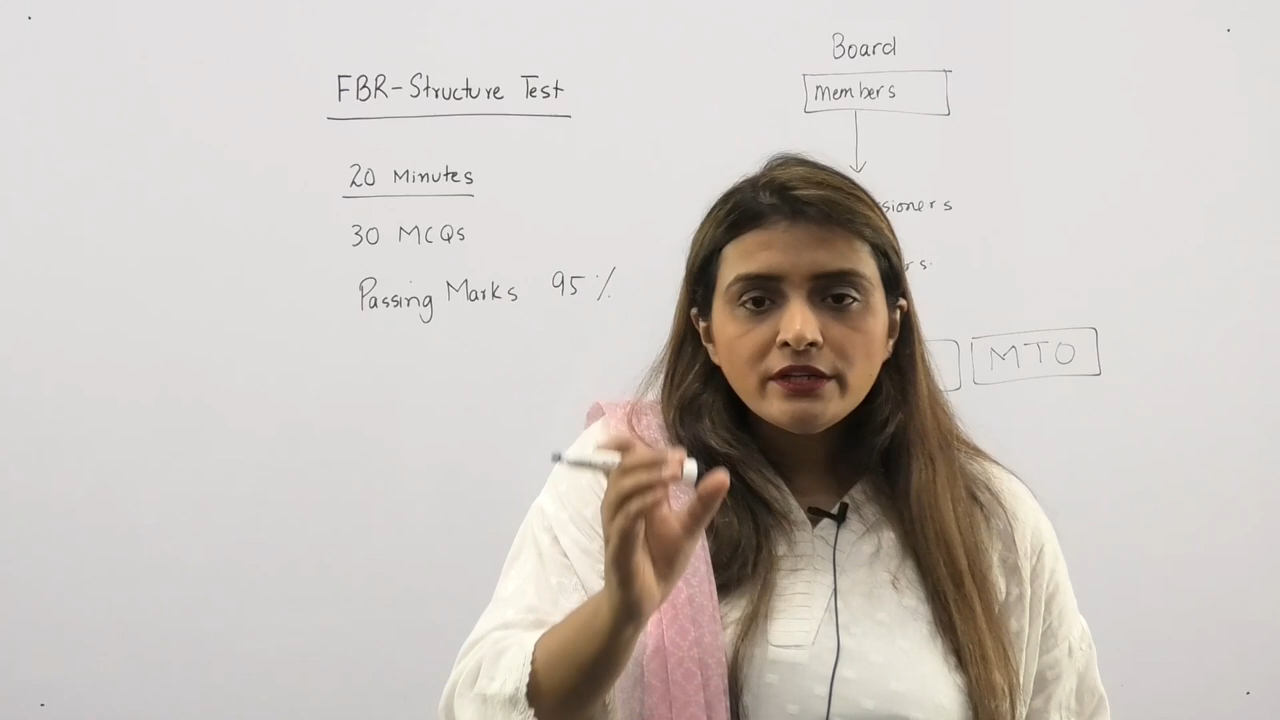 FBR-Structure Test
20 Minutes
30 MCQs
Passing Marks 95%
Board
Members
MTO